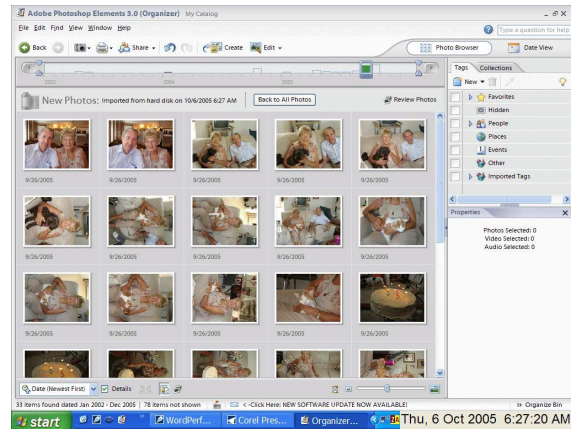 Adobe Photoshop Elements 3.0 (Organizer) My Catalog
File Edit Find View Window Help
Type a question for help
Back Share Create Edit Photo Browser Date View
2003 2004 2005
Tags Collections
New
New Photos: Imported from hard disk on 10/6/2005 6:27 AM Back to All Photos Review Photos
Favorites
Hidden
People
Places
Events
Other
Imported Tags
9/26/2005 9/26/2005 9/26/2005 9/26/2005 9/26/2005
Properties
Photos Selected: 0
Video Selected: 0
Audio Selected: 0
9/26/2005 9/26/2005 9/26/2005 9/26/2005 9/26/2005
9/26/2005 9/26/2005 9/26/2005 9/26/2005 9/26/2005
Date (Newest First) Details
33 items found dated Jan 2002 - Dec 2005 78 items not shown <-Click Here: NEW SOFTWARE UPDATE NOW AVAILABLE! Organize Bin
start WordPerf... Corel Pres... Organizer... Thu, 6 Oct 2005 6:27:20 AM